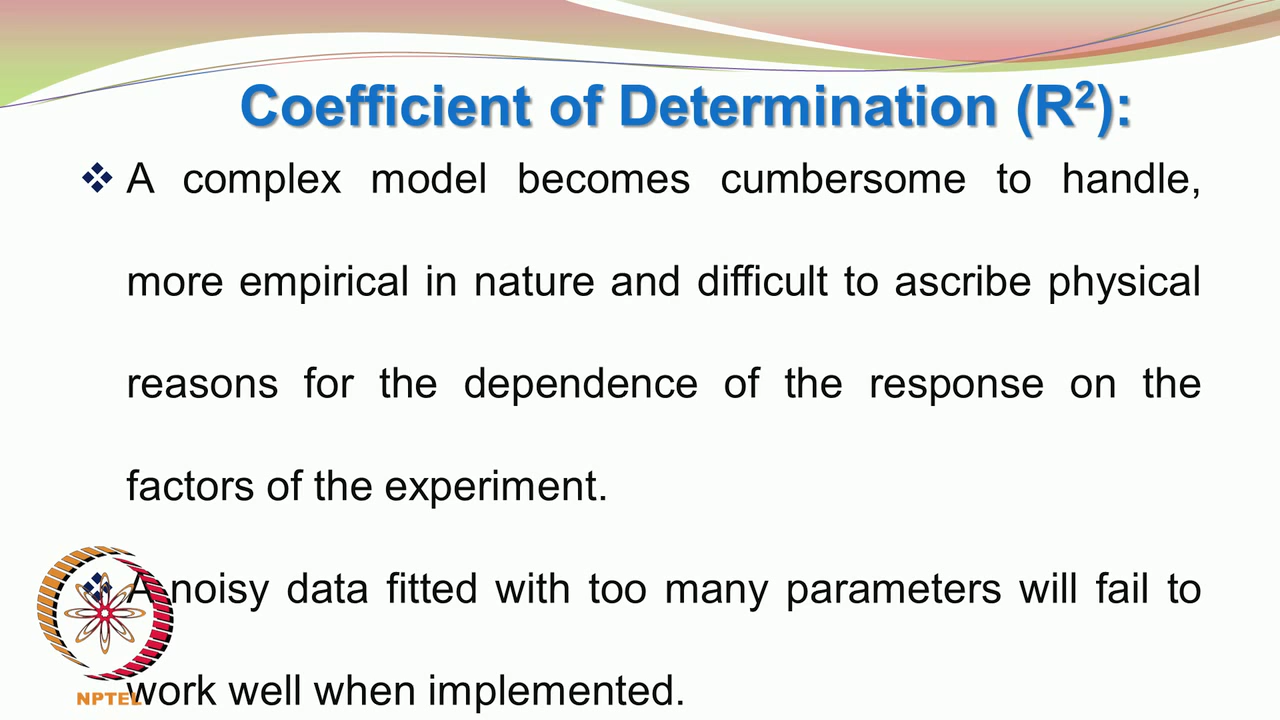 Coefficient of Determination (R²):
❖ A complex model becomes cumbersome to handle,
more empirical in nature and difficult to ascribe physical
reasons for the dependence of the response on the
factors of the experiment.
❖ A noisy data fitted with too many parameters will fail to
work well when implemented.
NPTEL